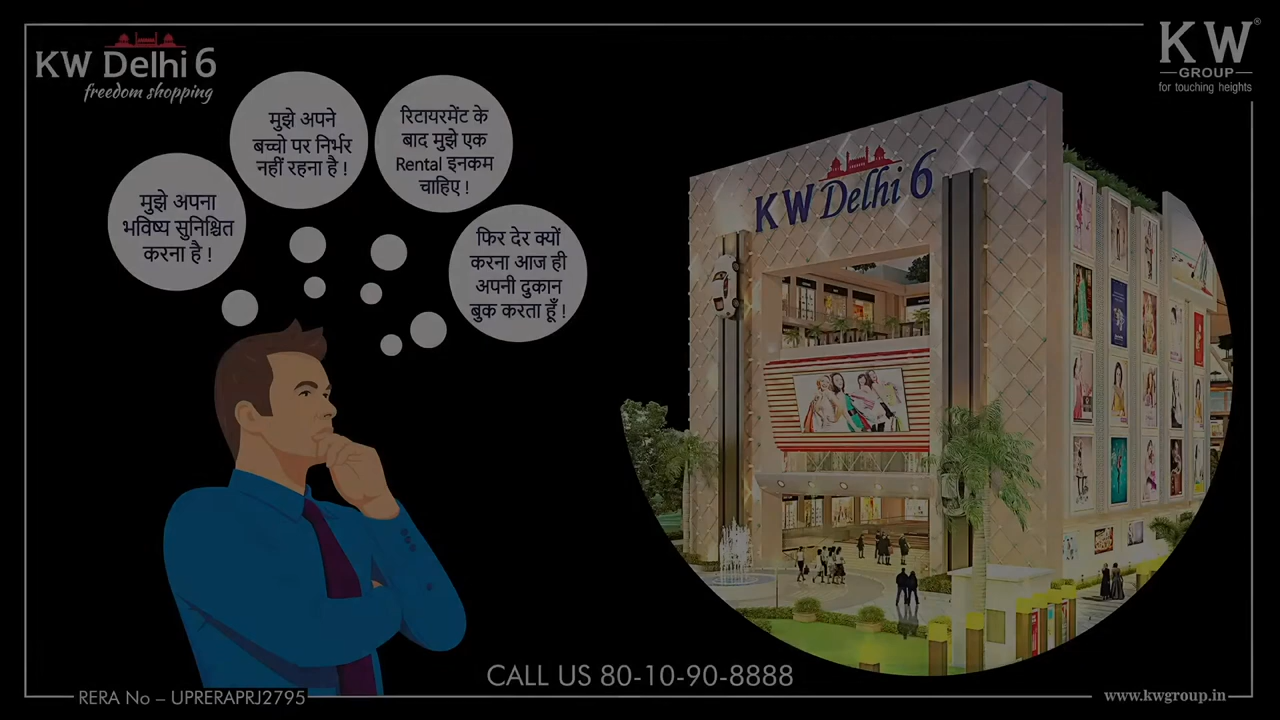 KW Delhi 6
freedom shopping
KW®
GROUP
for touching heights
मुझे अपना
भविष्य सुनिश्चित
करना है !
मुझे अपने
बच्चो पर निर्भर
नहीं रहना है !
रिटायरमेंट के
बाद मुझे एक
Rental इनकम
चाहिए !
फिर देर क्यों
करना आज ही
अपनी दुकान
बुक करता हूँ !
KW Delhi 6
CALL US 80-10-90-8888
RERA No – UPRERAPRJ2795
www.kwgroup.in